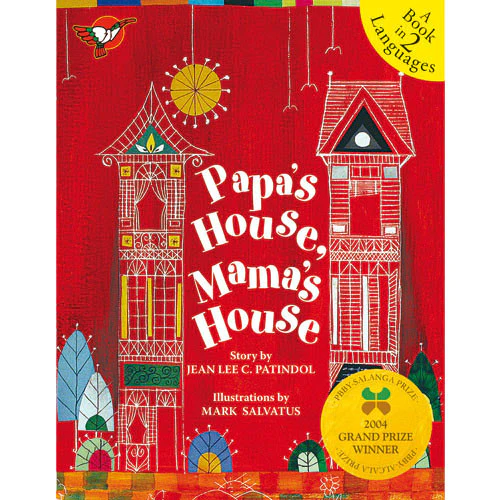 A
Book
in 2
Languages
Papa's
House,
Mama's
House
Story by
JEAN LEE C. PATINDOL
Illustrations by
MARK SALVATUS
PBBY-SALANGA PRIZE
2004
GRAND PRIZE
WINNER
PBBY-ALCALA PRIZE